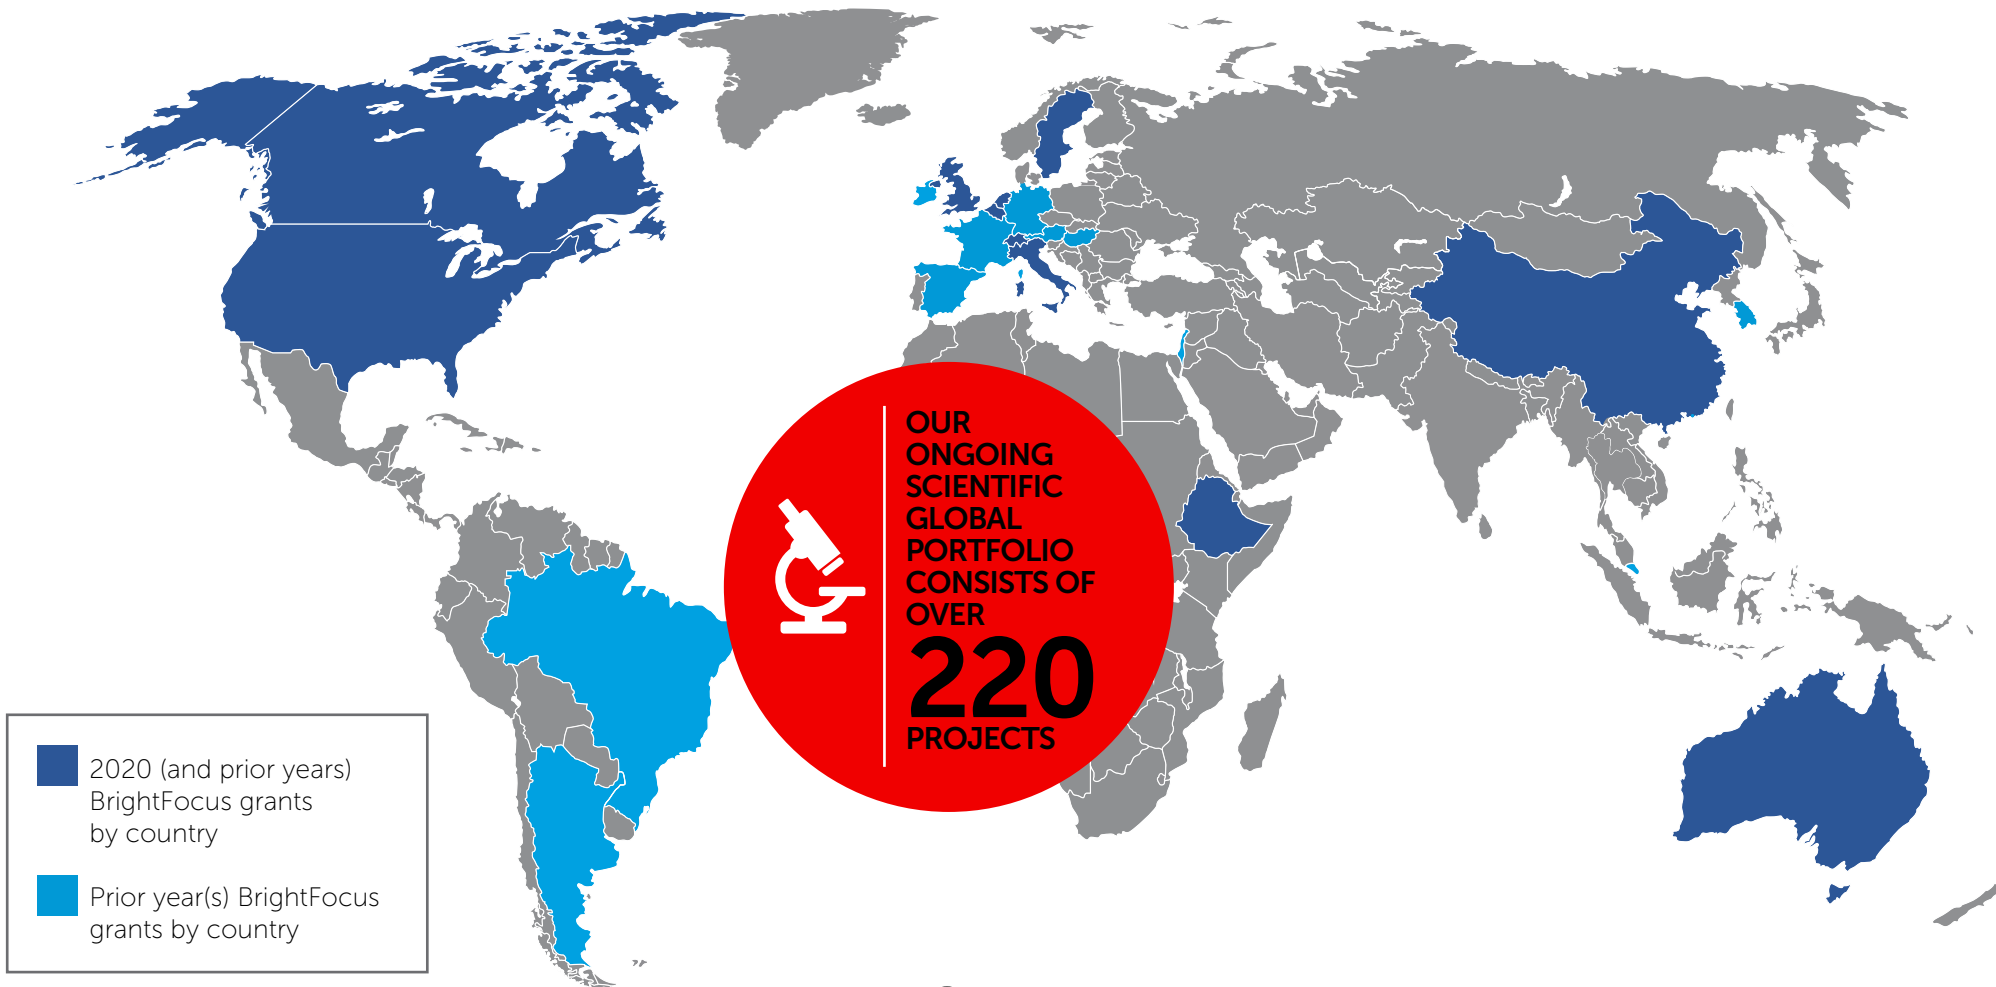 OUR
ONGOING
SCIENTIFIC
GLOBAL
PORTFOLIO
CONSISTS OF
OVER
220
PROJECTS
2020 (and prior years)
BrightFocus grants
by country
Prior year(s) BrightFocus
grants by country